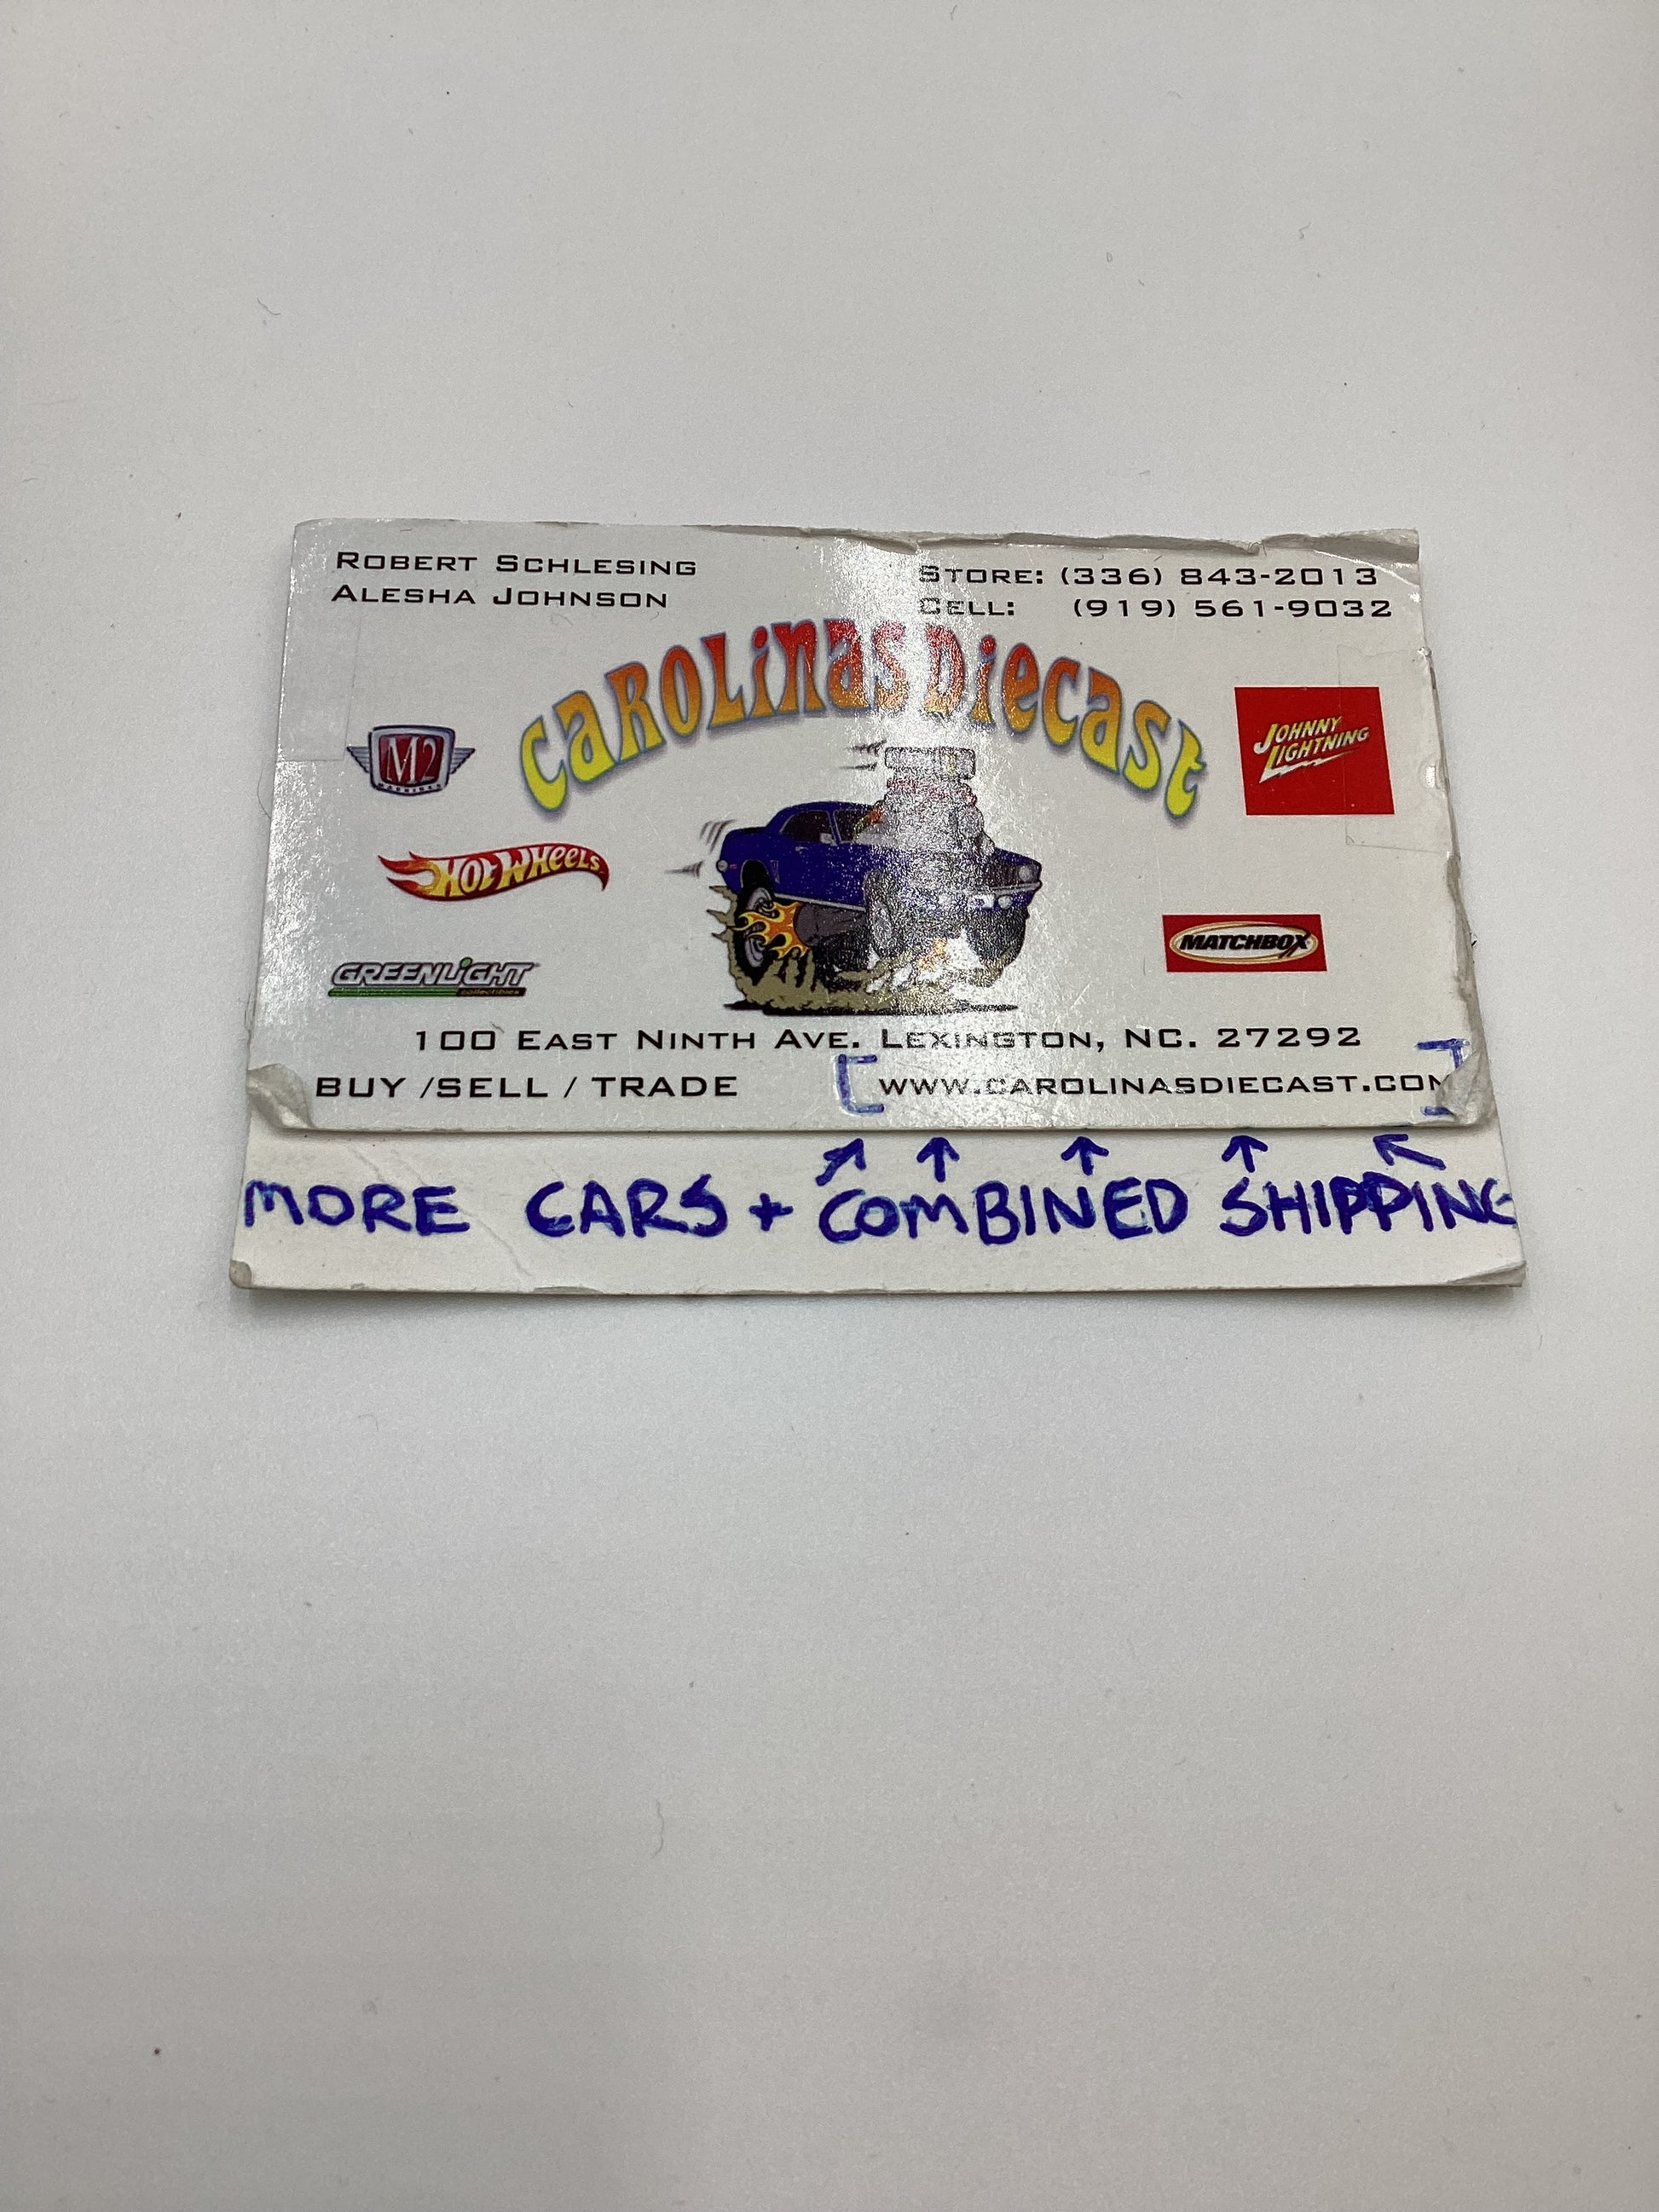 ROBERT SCHLESING
ALESHA JOHNSON
STORE: (336) 843-2013
CELL: (919) 561-9032
CAROLINAS DIECAST
M2
MACHINES
JOHNNY
LIGHTNING
HOT WHEELS
MATCHBOX
GREENLIGHT
collectibles
100 EAST NINTH AVE. LEXINGTON, NC. 27292
BUY /SELL / TRADE [WWW.CAROLINASDIECAST.COM]
MORE CARS + COMBINED SHIPPING